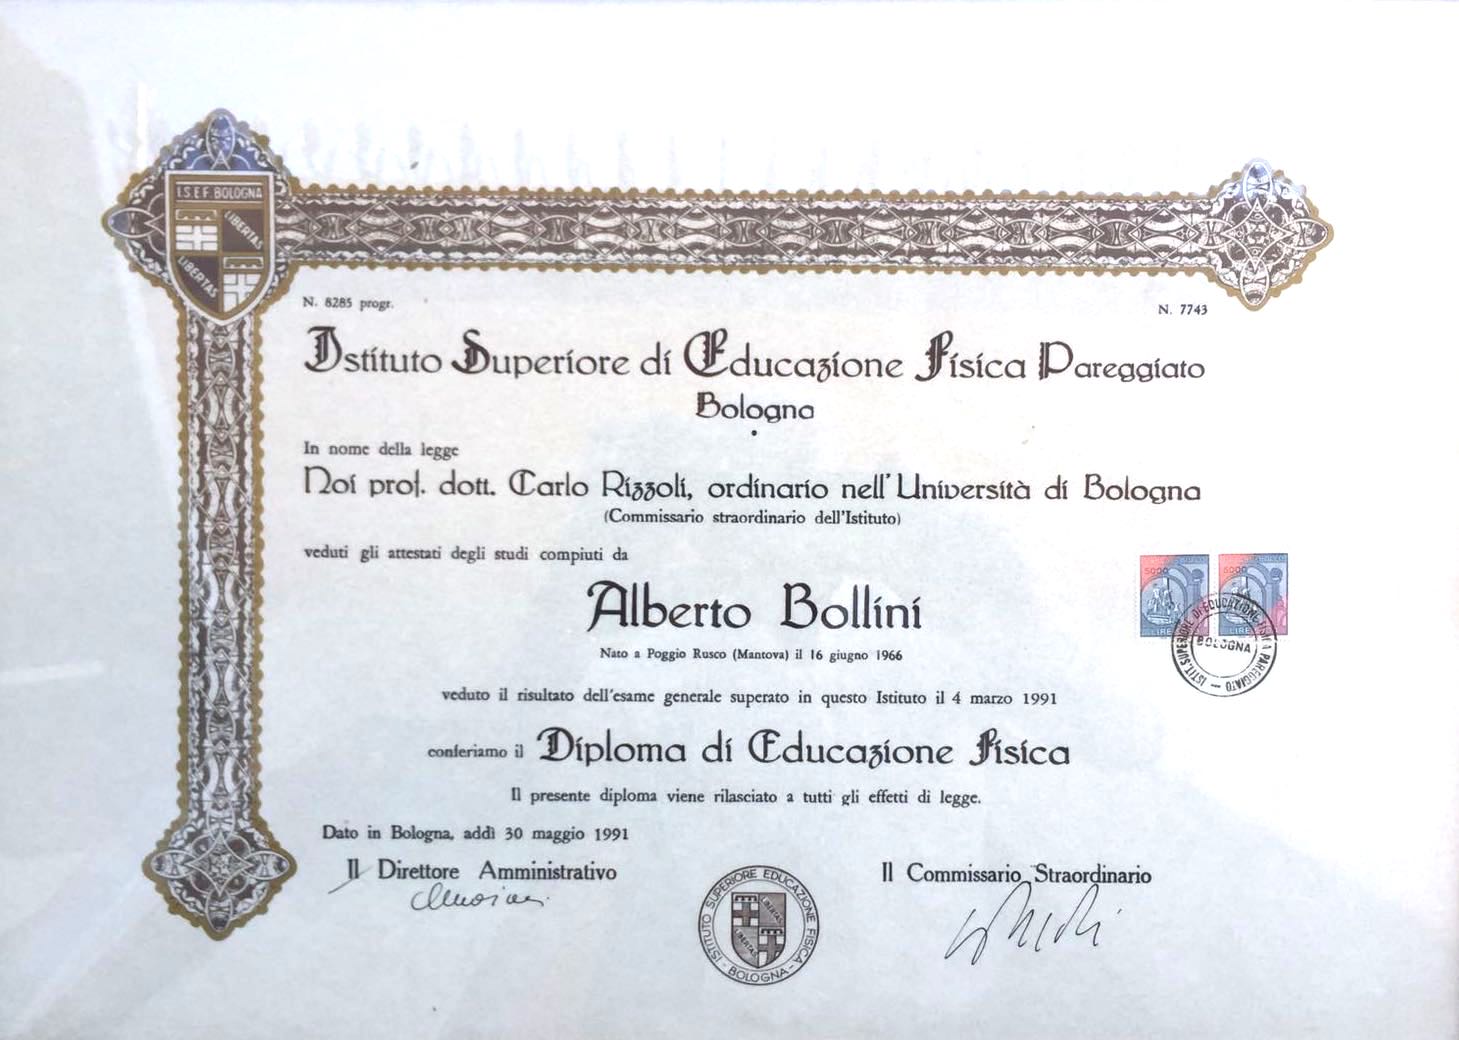 I.S.E.F. BOLOGNA
LIBERTAS
LIBERTAS
N. 8285 progr.
N. 7743
Istituto Superiore di Educazione Fisica Pareggiato
Bologna
In nome della legge
Noi prof. dott. Carlo Rizzoli, ordinario nell'Università di Bologna
(Commissario straordinario dell'Istituto)
veduti gli attestati degli studi compiuti da
5000
LIRE
5000
LIRE
ISTIT. SUPERIORE DI EDUCAZIONE FISICA PAREGGIATO
BOLOGNA
Alberto Bollini
Nato a Poggio Rusco (Mantova) il 16 giugno 1966
veduto il risultato dell'esame generale superato in questo Istituto il 4 marzo 1991
conferiamo il Diploma di Educazione Fisica
Il presente diploma viene rilasciato a tutti gli effetti di legge.
Dato in Bologna, addì 30 maggio 1991
Il Direttore Amministrativo
Il Commissario Straordinario
ISTITUTO SUPERIORE EDUCAZIONE FISICA
- BOLOGNA -
LIBERTAS
LIBERTAS